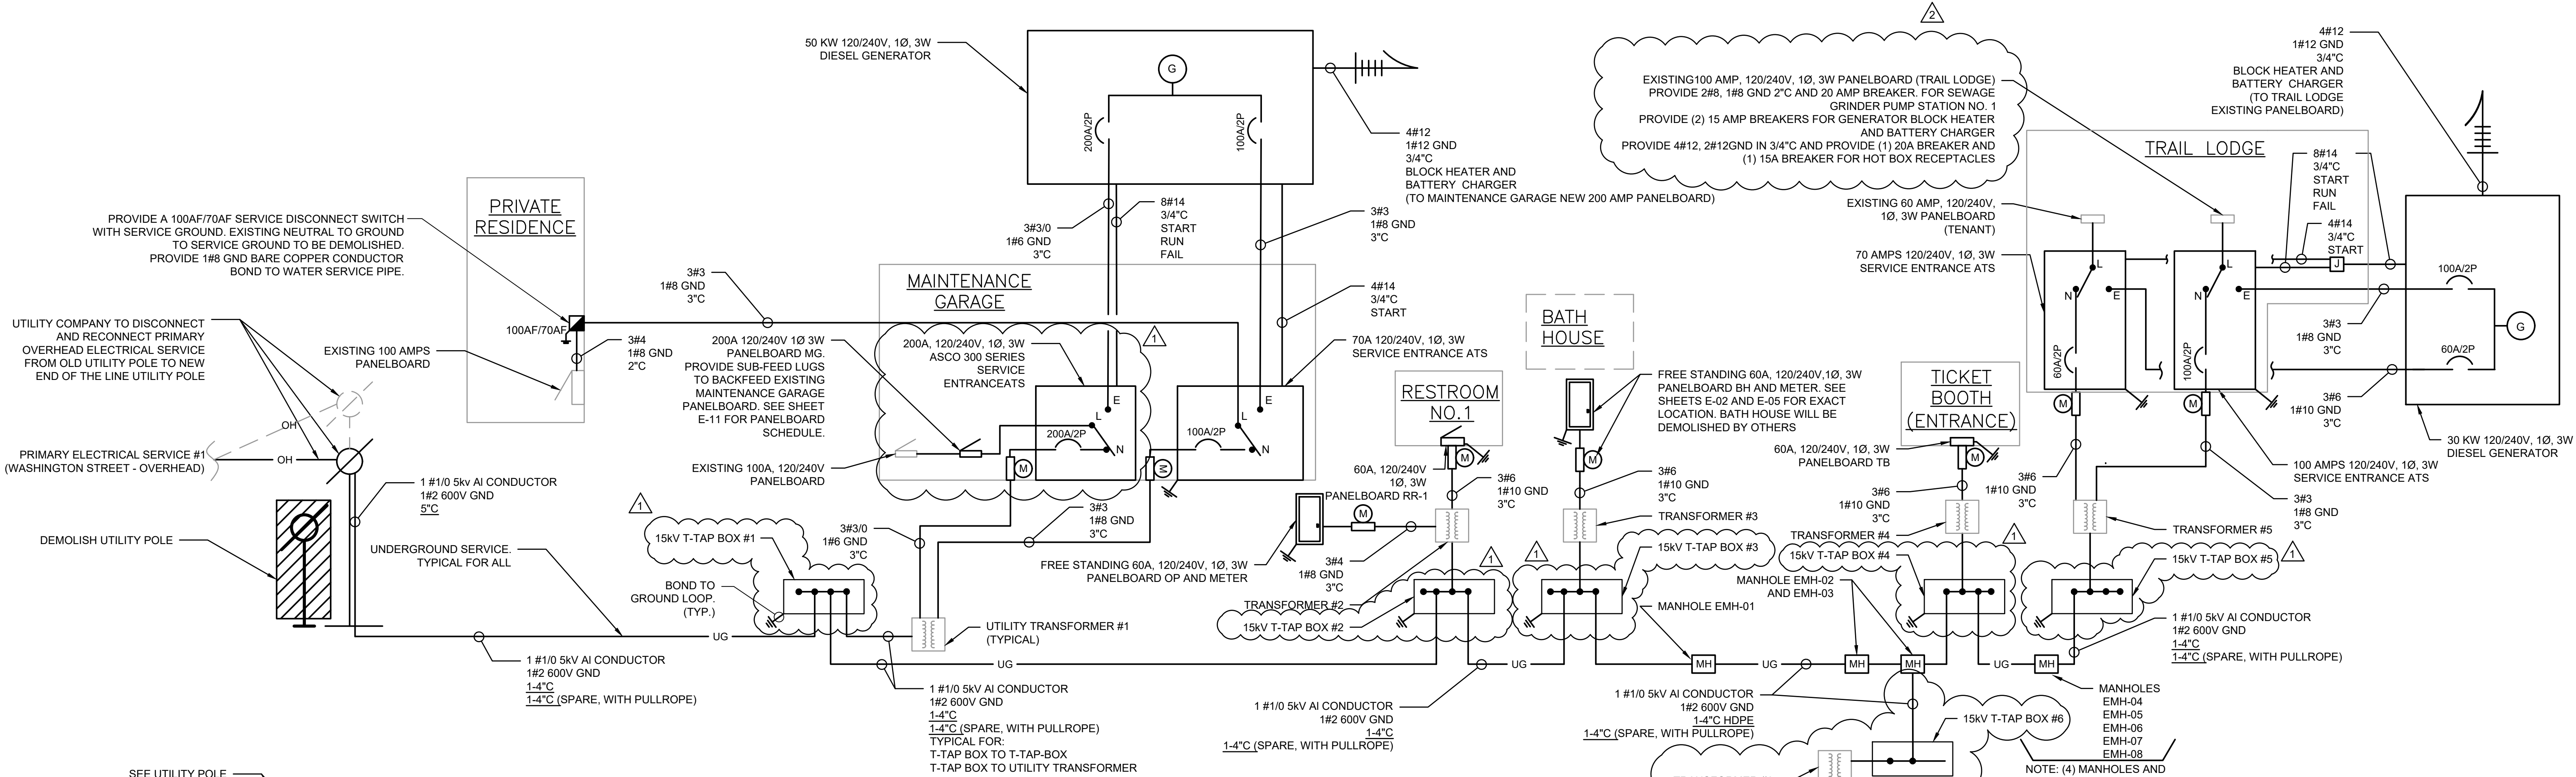 50 KW 120/240V, 1Ø, 3W
DIESEL GENERATOR
G
200A/2P
100A/2P
4#12
1#12 GND
3/4"C
BLOCK HEATER AND
BATTERY CHARGER
(TO MAINTENANCE GARAGE NEW 200 AMP PANELBOARD)
2
EXISTING100 AMP, 120/240V, 1Ø, 3W PANELBOARD (TRAIL LODGE)
PROVIDE 2#8, 1#8 GND 2"C AND 20 AMP BREAKER. FOR SEWAGE
GRINDER PUMP STATION NO. 1
PROVIDE (2) 15 AMP BREAKERS FOR GENERATOR BLOCK HEATER
AND BATTERY CHARGER
PROVIDE 4#12, 2#12GND IN 3/4"C AND PROVIDE (1) 20A BREAKER AND
(1) 15A BREAKER FOR HOT BOX RECEPTACLES
4#12
1#12 GND
3/4"C
BLOCK HEATER AND
BATTERY CHARGER
(TO TRAIL LODGE
EXISTING PANELBOARD)
TRAIL LODGE
8#14
3/4"C
START
RUN
FAIL
4#14
3/4"C
START
J
EXISTING 60 AMP, 120/240V,
1Ø, 3W PANELBOARD
(TENANT)
70 AMPS 120/240V, 1Ø, 3W
SERVICE ENTRANCE ATS
L
N
E
60A/2P
L
N
E
100A/2P
100A/2P
G
60A/2P
3#3
1#8 GND
3"C
3#6
1#10 GND
3"C
30 KW 120/240V, 1Ø, 3W
DIESEL GENERATOR
PRIVATE
RESIDENCE
PROVIDE A 100AF/70AF SERVICE DISCONNECT SWITCH
WITH SERVICE GROUND. EXISTING NEUTRAL TO GROUND
TO SERVICE GROUND TO BE DEMOLISHED.
PROVIDE 1#8 GND BARE COPPER CONDUCTOR
BOND TO WATER SERVICE PIPE.
100AF/70AF
3#4
1#8 GND
2"C
EXISTING 100 AMPS
PANELBOARD
UTILITY COMPANY TO DISCONNECT
AND RECONNECT PRIMARY
OVERHEAD ELECTRICAL SERVICE
FROM OLD UTILITY POLE TO NEW
END OF THE LINE UTILITY POLE
OH
PRIMARY ELECTRICAL SERVICE #1
(WASHINGTON STREET - OVERHEAD)
OH
1 #1/0 5kv Al CONDUCTOR
1#2 600V GND
5"C
DEMOLISH UTILITY POLE
UNDERGROUND SERVICE.
TYPICAL FOR ALL
3#3
1#8 GND
3"C
3#3/0
1#6 GND
3"C
8#14
3/4"C
START
RUN
FAIL
3#3
1#8 GND
3"C
4#14
3/4"C
START
MAINTENANCE
GARAGE
200A 120/240V 1Ø 3W
PANELBOARD MG.
PROVIDE SUB-FEED LUGS
TO BACKFEED EXISTING
MAINTENANCE GARAGE
PANELBOARD. SEE SHEET
E-11 FOR PANELBOARD
SCHEDULE.
200A, 120/240V, 1Ø, 3W
ASCO 300 SERIES
SERVICE
ENTRANCEATS
1
70A 120/240V, 1Ø, 3W
SERVICE ENTRANCE ATS
E
L
N
200A/2P
E
L
N
100A/2P
M
M
EXISTING 100A, 120/240V
PANELBOARD
3#3/0
1#6 GND
3"C
3#3
1#8 GND
3"C
1
15kV T-TAP BOX #1
BOND TO
GROUND LOOP.
(TYP.)
UTILITY TRANSFORMER #1
(TYPICAL)
UG
UG
1 #1/0 5kV Al CONDUCTOR
1#2 600V GND
1-4"C
1-4"C (SPARE, WITH PULLROPE)
1 #1/0 5kV Al CONDUCTOR
1#2 600V GND
1-4"C
1-4"C (SPARE, WITH PULLROPE)
TYPICAL FOR:
T-TAP BOX TO T-TAP-BOX
T-TAP BOX TO UTILITY TRANSFORMER
SEE UTILITY POLE
BATH
HOUSE
RESTROOM
NO.1
M
60A, 120/240V
1Ø, 3W
PANELBOARD RR-1
3#6
1#10 GND
3"C
M
FREE STANDING 60A, 120/240V, 1Ø, 3W
PANELBOARD OP AND METER
3#4
1#8 GND
3"C
TRANSFORMER #2
15kV T-TAP BOX #2
1
FREE STANDING 60A, 120/240V,1Ø, 3W
PANELBOARD BH AND METER. SEE
SHEETS E-02 AND E-05 FOR EXACT
LOCATION. BATH HOUSE WILL BE
DEMOLISHED BY OTHERS
M
3#6
1#10 GND
3"C
TRANSFORMER #3
1
15kV T-TAP BOX #3
UG
MANHOLE EMH-01
MH
UG
1 #1/0 5kV Al CONDUCTOR
1#2 600V GND
1-4"C
1-4"C (SPARE, WITH PULLROPE)
TICKET
BOOTH
(ENTRANCE)
60A, 120/240V, 1Ø, 3W
PANELBOARD TB
M
3#6
1#10 GND
3"C
TRANSFORMER #4
15kV T-TAP BOX #4
1
MANHOLE EMH-02
AND EMH-03
MH
MH
UG
MH
1 #1/0 5kV Al CONDUCTOR
1#2 600V GND
1-4" HDPE
1-4"C (SPARE, WITH PULLROPE)
15kV T-TAP BOX #6
M
M
3#6
1#10 GND
3"C
100 AMPS 120/240V, 1Ø, 3W
SERVICE ENTRANCE ATS
3#3
1#8 GND
3"C
TRANSFORMER #5
15kV T-TAP BOX #5
1
1 #1/0 5kV Al CONDUCTOR
1#2 600V GND
1-4"C
1-4"C (SPARE, WITH PULLROPE)
MANHOLES
EMH-04
EMH-05
EMH-06
EMH-07
EMH-08
NOTE: (4) MANHOLES AND